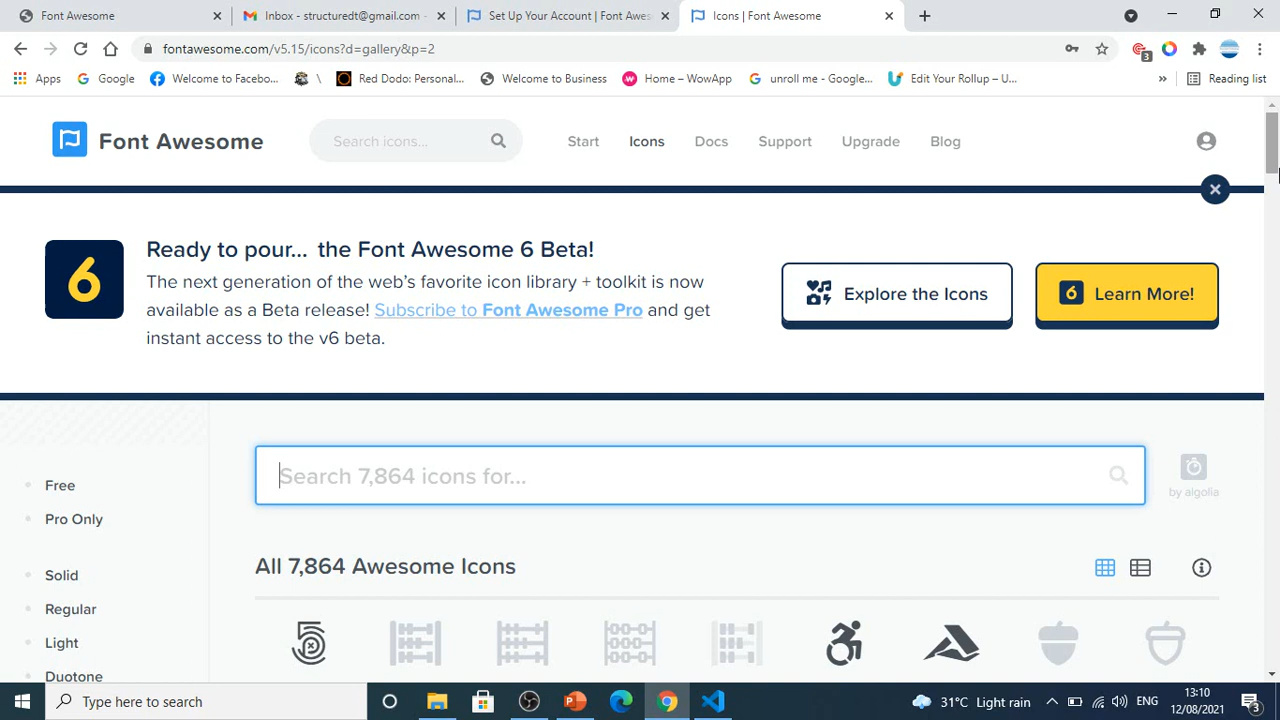 Font Awesome
Inbox - structuredt@gmail.com -
Set Up Your Account | Font Awes
Icons | Font Awesome
fontawesome.com/v5.15/icons?d=gallery&p=2
3
Apps
Google
Welcome to Facebo...
\
Red Dodo: Personal...
Welcome to Business
Home – WowApp
unroll me - Google...
Edit Your Rollup – U...
»
Reading list
Font Awesome
Search icons...
Start
Icons
Docs
Support
Upgrade
Blog
6
Ready to pour... the Font Awesome 6 Beta!
The next generation of the web's favorite icon library + toolkit is now
available as a Beta release! Subscribe to Font Awesome Pro and get
instant access to the v6 beta.
Explore the Icons
6 Learn More!
Free
Pro Only
Solid
Regular
Light
Duotone
Search 7,864 icons for...
by algolia
All 7,864 Awesome Icons
Type here to search
31°C Light rain
ENG
13:10
12/08/2021
3